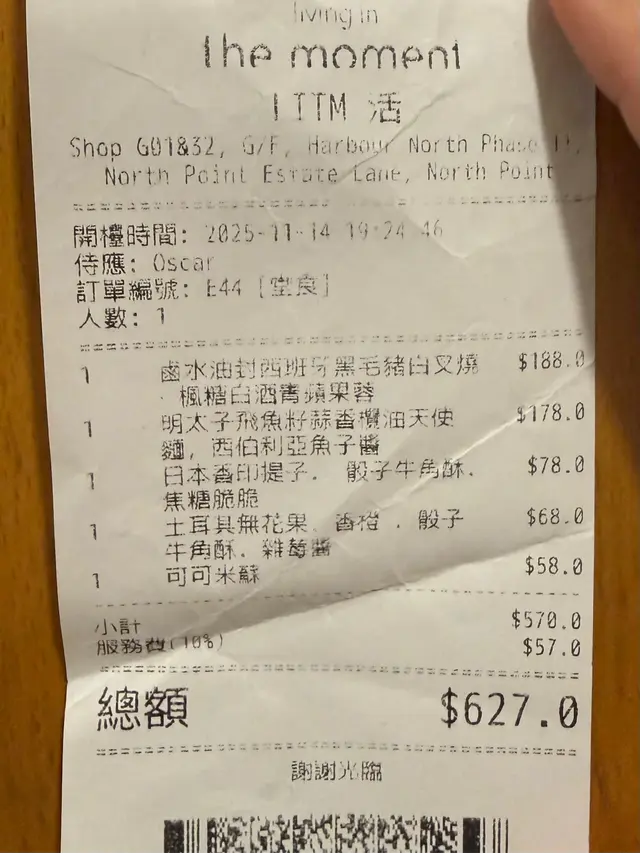 living in
the moment
LITM 活
Shop G01&32, G/F, Harbour North Phase 1),
North Point Estate Lane, North Point
開檯時間: 2025-11-14 19:24:46
侍應: Oscar
訂單編號: E44 [堂食]
人數: 1
1 鹵水油封西班牙黑毛豬白叉燒 $188.0
· 楓糖白酒青蘋果蓉
1 明太子飛魚籽蒜香欖油天使 $178.0
麵, 西伯利亞魚子醬
1 日本香印提子. 骰子牛角酥. $78.0
焦糖脆脆
1 土耳其無花果. 香橙 . 骰子 $68.0
牛角酥. 雜莓醬
1 可可米蘇 $58.0
小計 $570.0
服務費(10%) $57.0
總額 $627.0
謝謝光臨